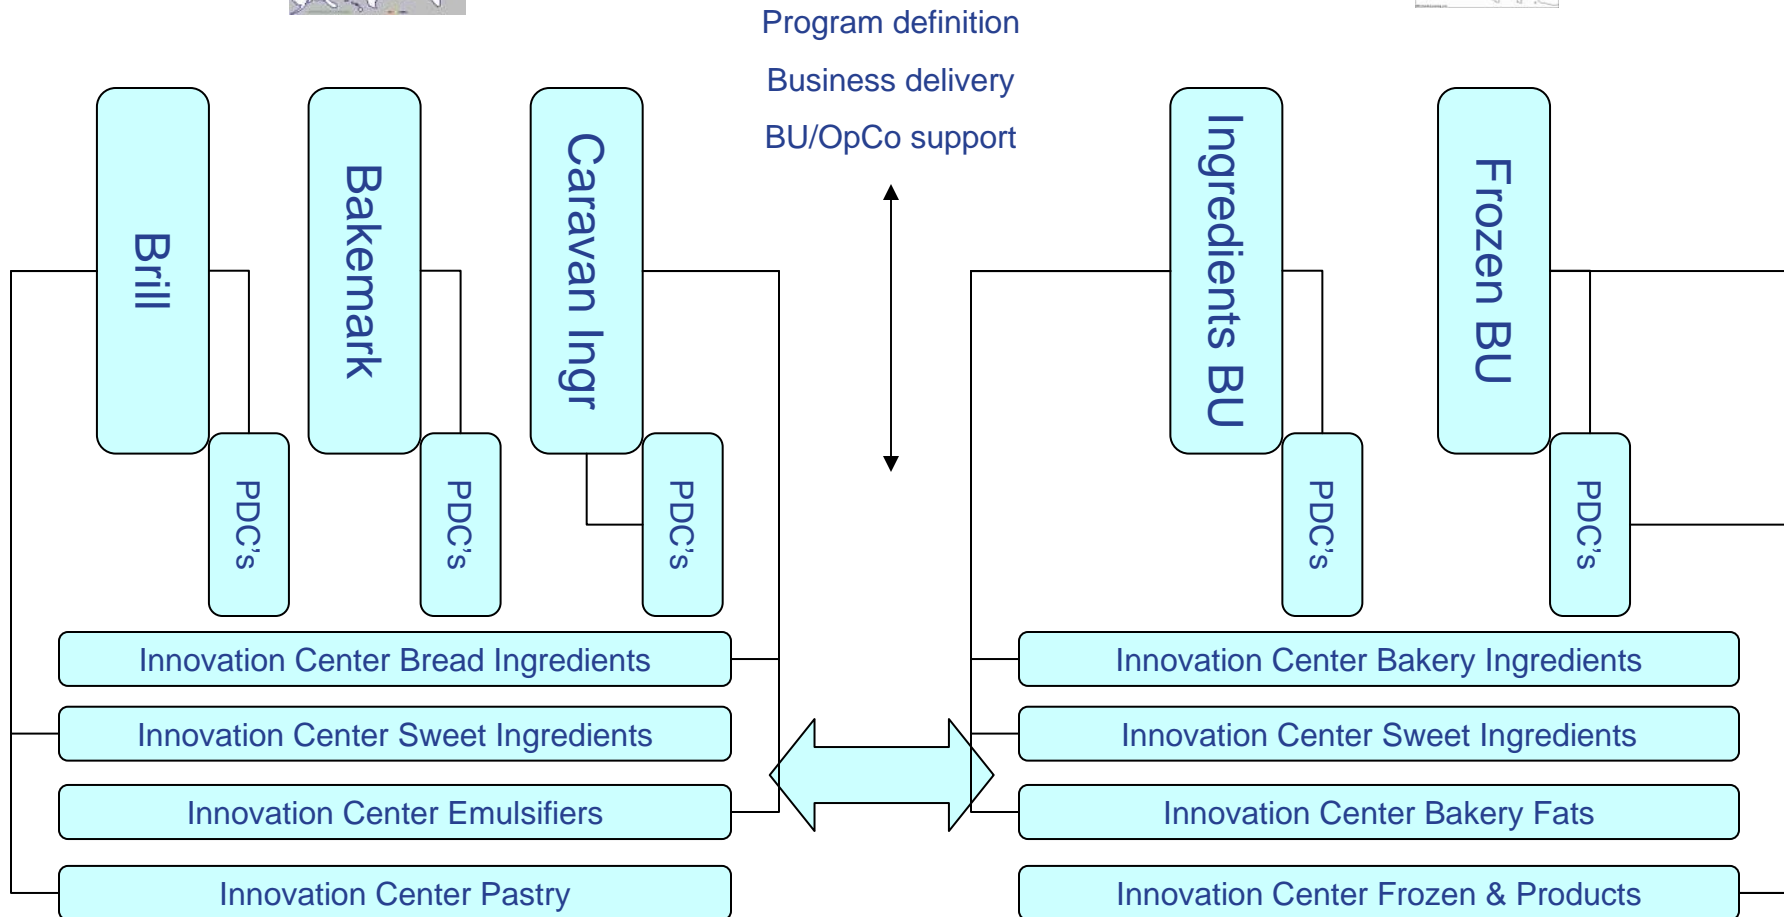 Program definition
Business delivery
BU/OpCo support
Brill
Bakemark
Caravan Ingr
Ingredients BU
Frozen BU
PDC's
PDC's
PDC's
PDC's
PDC's
Innovation Center Bread Ingredients
Innovation Center Sweet Ingredients
Innovation Center Emulsifiers
Innovation Center Pastry
Innovation Center Bakery Ingredients
Innovation Center Sweet Ingredients
Innovation Center Bakery Fats
Innovation Center Frozen & Products